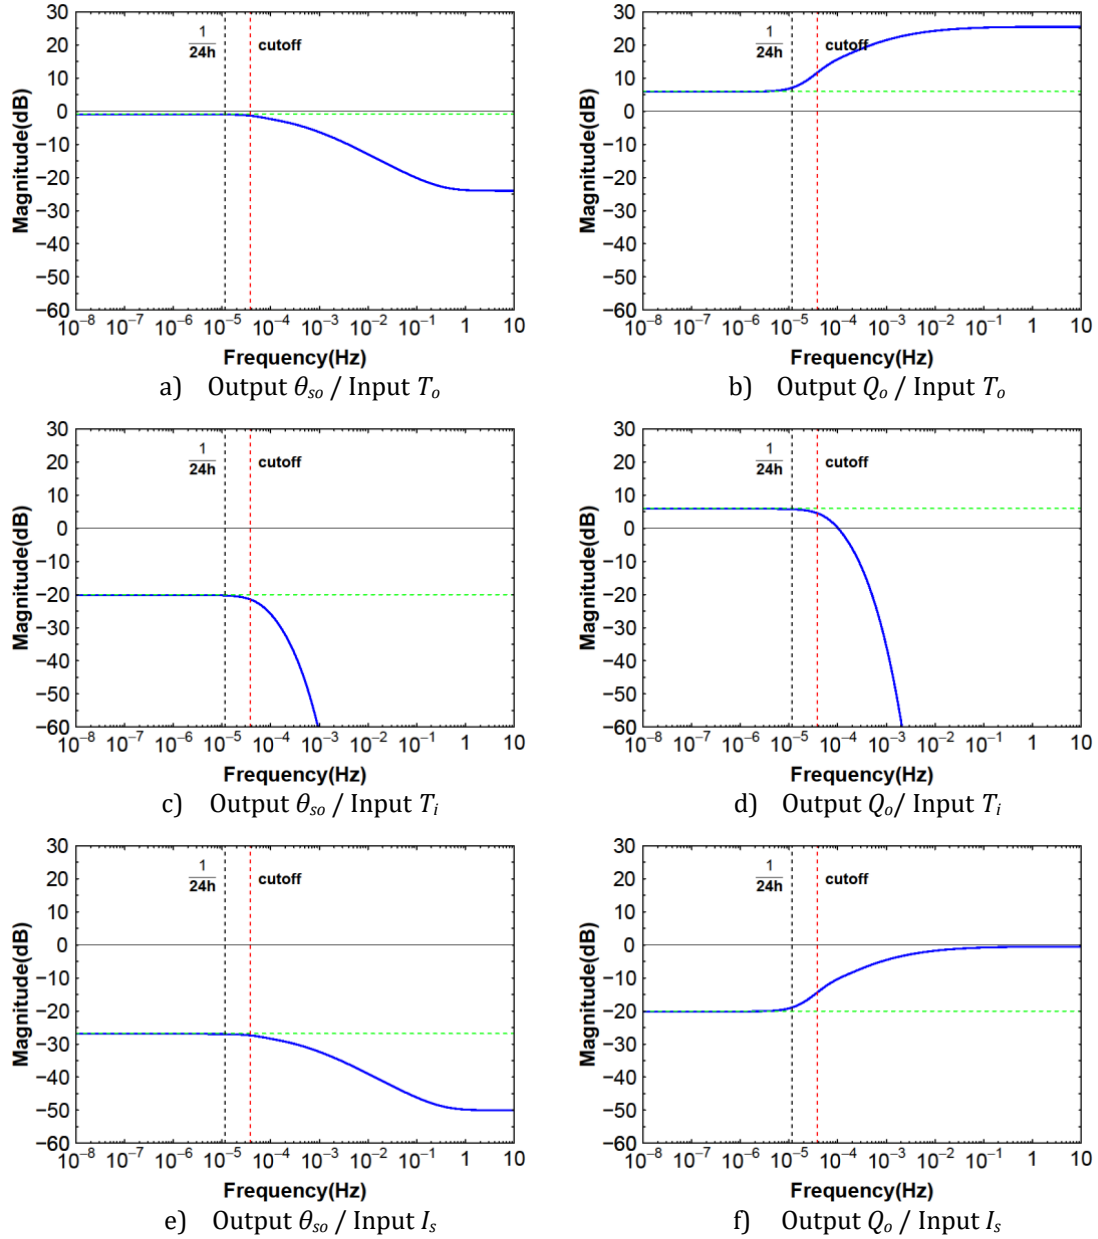 30
20
10
0
−10
−20
−30
−40
−50
−60
Magnitude(dB)
1
24h
cutoff
10−8 10−7 10−6 10−5 10−4 10−3 10−2 10−1 1 10
Frequency(Hz)
a) Output θso / Input To
30
20
10
0
−10
−20
−30
−40
−50
−60
Magnitude(dB)
1
24h
cutoff
10−8 10−7 10−6 10−5 10−4 10−3 10−2 10−1 1 10
Frequency(Hz)
b) Output Qo / Input To
30
20
10
0
−10
−20
−30
−40
−50
−60
Magnitude(dB)
1
24h
cutoff
10−8 10−7 10−6 10−5 10−4 10−3 10−2 10−1 1 10
Frequency(Hz)
c) Output θso / Input Ti
30
20
10
0
−10
−20
−30
−40
−50
−60
Magnitude(dB)
1
24h
cutoff
10−8 10−7 10−6 10−5 10−4 10−3 10−2 10−1 1 10
Frequency(Hz)
d) Output Qo/ Input Ti
30
20
10
0
−10
−20
−30
−40
−50
−60
Magnitude(dB)
1
24h
cutoff
10−8 10−7 10−6 10−5 10−4 10−3 10−2 10−1 1 10
Frequency(Hz)
e) Output θso / Input Is
30
20
10
0
−10
−20
−30
−40
−50
−60
Magnitude(dB)
1
24h
cutoff
10−8 10−7 10−6 10−5 10−4 10−3 10−2 10−1 1 10
Frequency(Hz)
f) Output Qo / Input Is